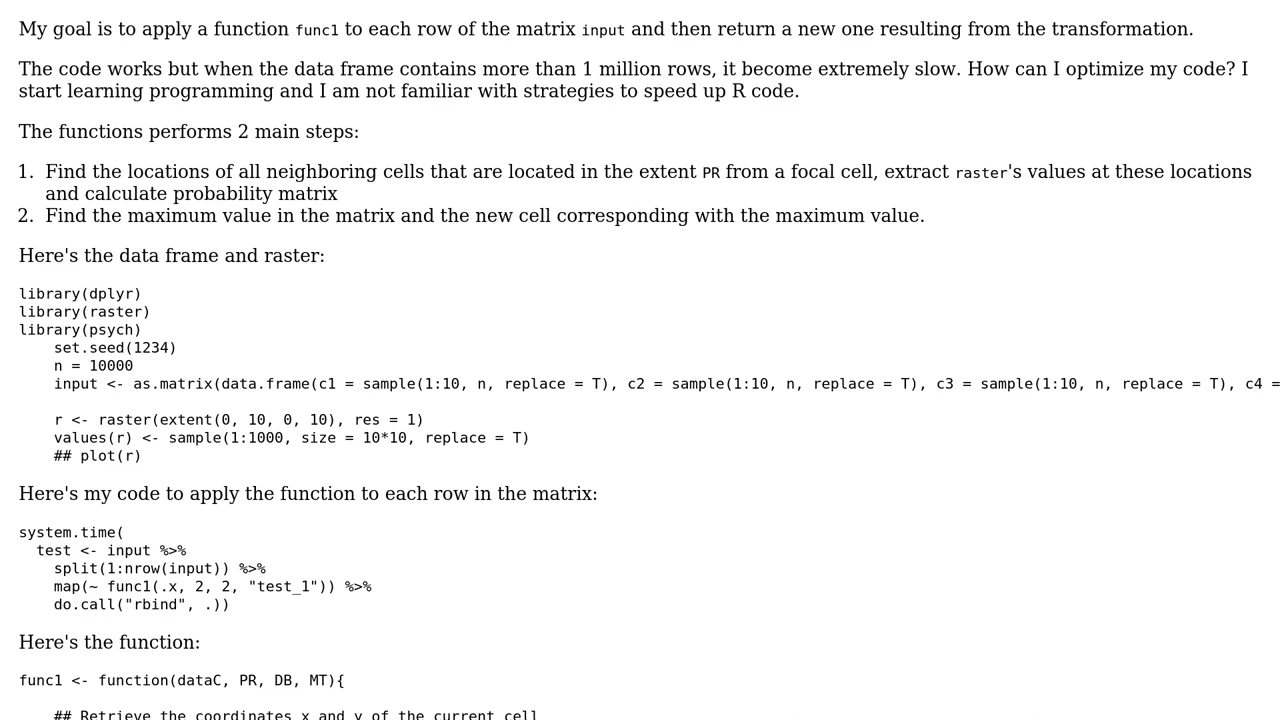 My goal is to apply a function func1 to each row of the matrix input and then return a new one resulting from the transformation.
The code works but when the data frame contains more than 1 million rows, it become extremely slow. How can I optimize my code? I
start learning programming and I am not familiar with strategies to speed up R code.
The functions performs 2 main steps:
1. Find the locations of all neighboring cells that are located in the extent PR from a focal cell, extract raster's values at these locations
and calculate probability matrix
2. Find the maximum value in the matrix and the new cell corresponding with the maximum value.
Here's the data frame and raster:
library(dplyr)
library(raster)
library(psych)
    set.seed(1234)
    n = 10000
    input <- as.matrix(data.frame(c1 = sample(1:10, n, replace = T), c2 = sample(1:10, n, replace = T), c3 = sample(1:10, n, replace = T), c4 =
    r <- raster(extent(0, 10, 0, 10), res = 1)
    values(r) <- sample(1:1000, size = 10*10, replace = T)
    ## plot(r)
Here's my code to apply the function to each row in the matrix:
system.time(
  test <- input %>%
    split(1:nrow(input)) %>%
    map(~ func1(.x, 2, 2, "test_1")) %>%
    do.call("rbind", .))
Here's the function:
func1 <- function(dataC, PR, DB, MT){
    ## Retrieve the coordinates x and y of the current cell